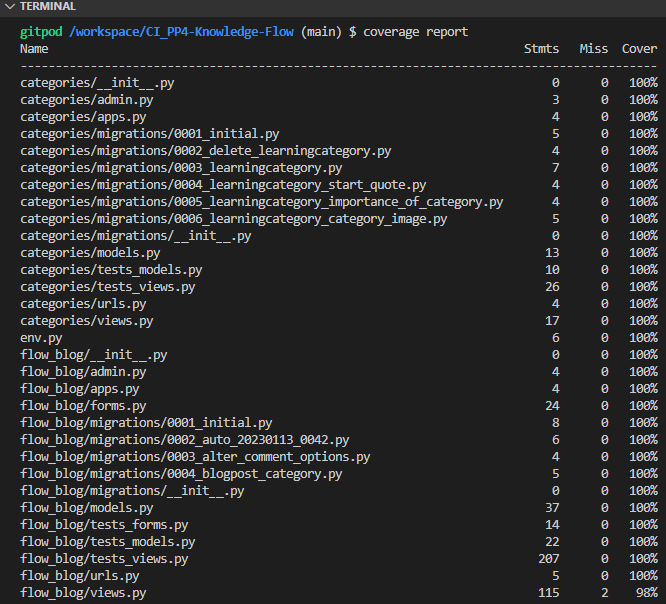 TERMINAL
gitpod /workspace/CI_PP4-Knowledge-Flow (main) $ coverage report
Name Stmts Miss Cover
-------------------------------------------------------------------------------------------
categories/__init__.py 0 0 100%
categories/admin.py 3 0 100%
categories/apps.py 4 0 100%
categories/migrations/0001_initial.py 5 0 100%
categories/migrations/0002_delete_learningcategory.py 4 0 100%
categories/migrations/0003_learningcategory.py 7 0 100%
categories/migrations/0004_learningcategory_start_quote.py 4 0 100%
categories/migrations/0005_learningcategory_importance_of_category.py 4 0 100%
categories/migrations/0006_learningcategory_category_image.py 5 0 100%
categories/migrations/__init__.py 0 0 100%
categories/models.py 13 0 100%
categories/tests_models.py 10 0 100%
categories/tests_views.py 26 0 100%
categories/urls.py 4 0 100%
categories/views.py 17 0 100%
env.py 6 0 100%
flow_blog/__init__.py 0 0 100%
flow_blog/admin.py 4 0 100%
flow_blog/apps.py 4 0 100%
flow_blog/forms.py 24 0 100%
flow_blog/migrations/0001_initial.py 8 0 100%
flow_blog/migrations/0002_auto_20230113_0042.py 6 0 100%
flow_blog/migrations/0003_alter_comment_options.py 4 0 100%
flow_blog/migrations/0004_blogpost_category.py 5 0 100%
flow_blog/migrations/__init__.py 0 0 100%
flow_blog/models.py 37 0 100%
flow_blog/tests_forms.py 14 0 100%
flow_blog/tests_models.py 22 0 100%
flow_blog/tests_views.py 207 0 100%
flow_blog/urls.py 5 0 100%
flow_blog/views.py 115 2 98%